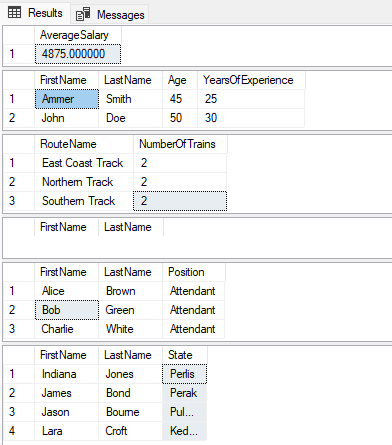 Results Messages
AverageSalary
1 4875.000000
FirstName LastName Age YearsOfExperience
1 Ammer Smith 45 25
2 John Doe 50 30
RouteName NumberOfTrains
1 East Coast Track 2
2 Northern Track 2
3 Southern Track 2
FirstName LastName
FirstName LastName Position
1 Alice Brown Attendant
2 Bob Green Attendant
3 Charlie White Attendant
FirstName LastName State
1 Indiana Jones Perlis
2 James Bond Perak
3 Jason Bourne Pul...
4 Lara Croft Ked...